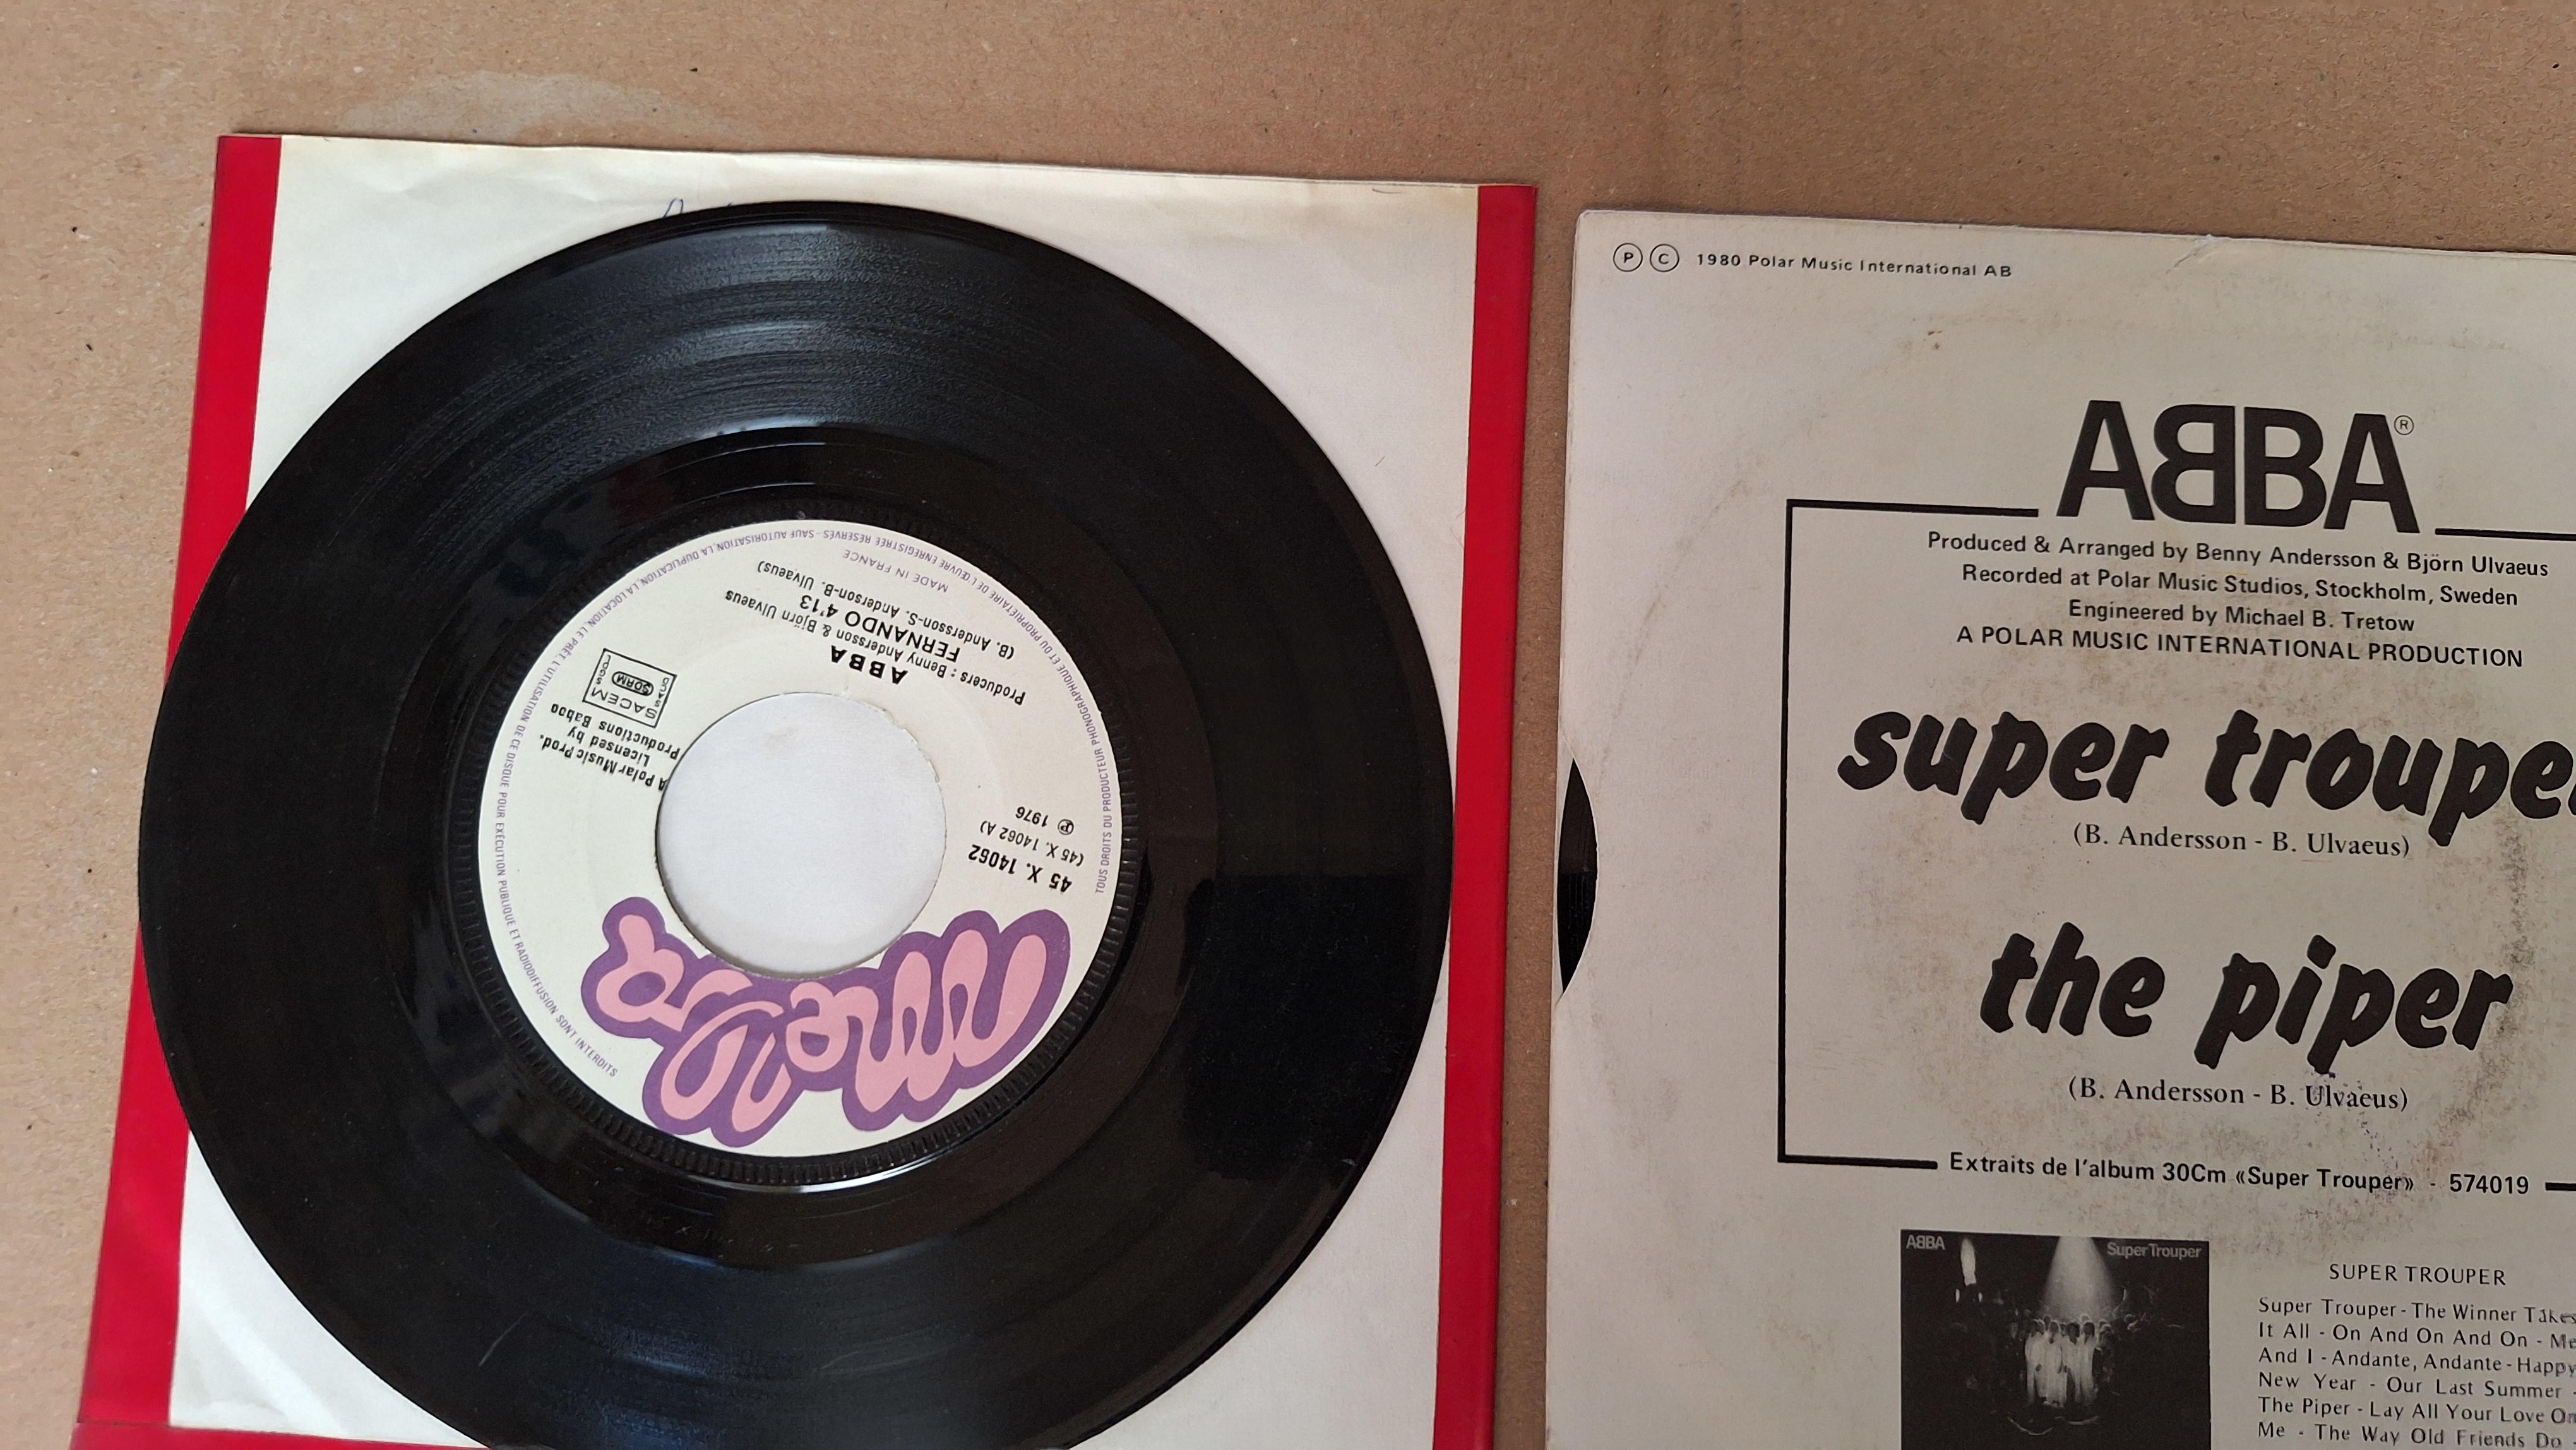 MADE IN FRANCE
(B. Andersson-S. Anderson-B. Ulvaeus)
FERNANDO 4'13
Producers : Benny Andersson & Björn Ulvaeus
ABBA
SACEM
SDRM
A Polar Music Prod.
Licensed by
Productions Baboo
45 X. 14062
(45 X. 14062 A)
Ⓟ 1976
TOUS DROITS DU PRODUCTEUR PHONOGRAPHIQUE ET DU PROPRIÉTAIRE DE L'ŒUVRE ENREGISTRÉE RÉSERVÉS - SAUF AUTORISATION, LA DUPLICATION, LA LOCATION, LE PRÊT, L'UTILISATION DE CE DISQUE POUR EXÉCUTION PUBLIQUE ET RADIODIFFUSION SONT INTERDITS
Ⓟ Ⓒ 1980 Polar Music International AB
ABBA®
Produced & Arranged by Benny Andersson & Björn Ulvaeus
Recorded at Polar Music Studios, Stockholm, Sweden
Engineered by Michael B. Tretow
A POLAR MUSIC INTERNATIONAL PRODUCTION
super trouper
(B. Andersson - B. Ulvaeus)
the piper
(B. Andersson - B. Ulvaeus)
Extraits de l'album 30Cm «Super Trouper» - 574019
ABBA Super Trouper
SUPER TROUPER
Super Trouper - The Winner Takes
It All - On And On And On - Me
And I - Andante, Andante - Happy
New Year - Our Last Summer -
The Piper - Lay All Your Love On
Me - The Way Old Friends Do